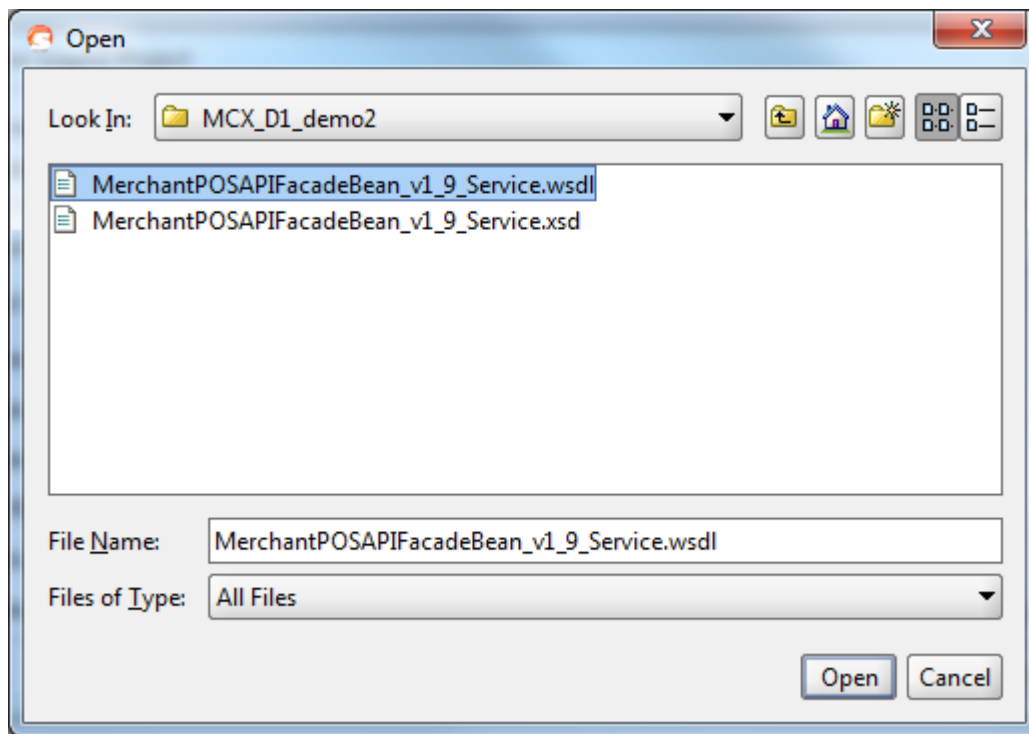 Open
Look In: MCX_D1_demo2
MerchantPOSAPIFacadeBean_v1_9_Service.wsdl
MerchantPOSAPIFacadeBean_v1_9_Service.xsd
File Name: MerchantPOSAPIFacadeBean_v1_9_Service.wsdl
Files of Type: All Files
Open Cancel